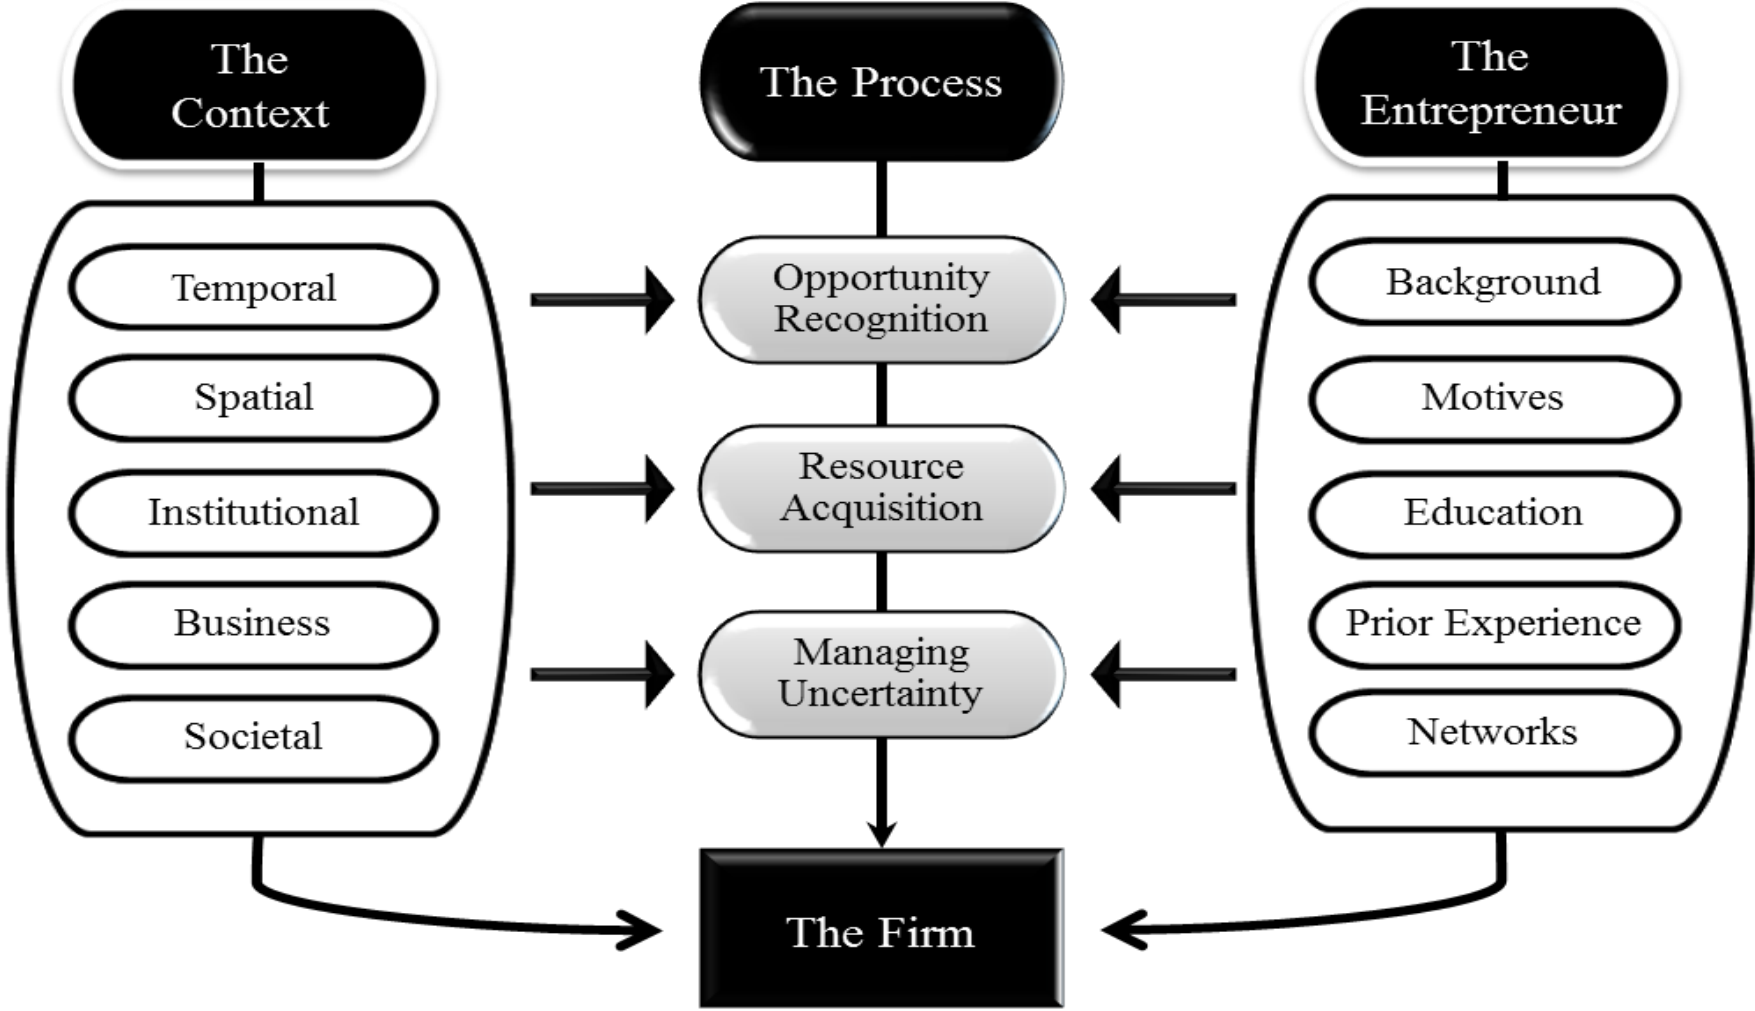 The
Context
Temporal
Spatial
Institutional
Business
Societal
The Process
Opportunity
Recognition
Resource
Acquisition
Managing
Uncertainty
The Firm
The
Entrepreneur
Background
Motives
Education
Prior Experience
Networks